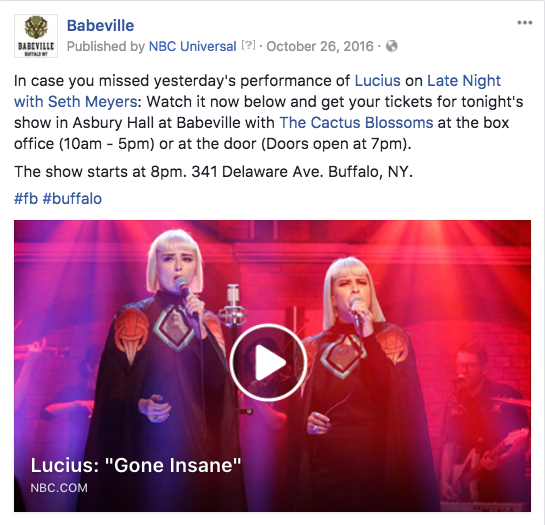 Babeville
Published by NBC Universal [?] · October 26, 2016 ·
In case you missed yesterday's performance of Lucius on Late Night
with Seth Meyers: Watch it now below and get your tickets for tonight's
show in Asbury Hall at Babeville with The Cactus Blossoms at the box
office (10am - 5pm) or at the door (Doors open at 7pm).
The show starts at 8pm. 341 Delaware Ave. Buffalo, NY.
#fb #buffalo
BABEVILLE
BUFFALO NY
Lucius: "Gone Insane"
NBC.COM